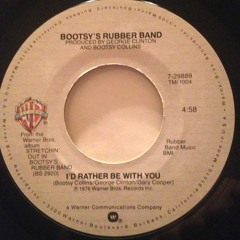 BOOTSY'S RUBBER BAND
PRODUCED BY GEORGE CLINTON
AND BOOTSY COLLINS
7-29889
TMI 1004
4:58
From the
Warner Bros.
album
STRETCHIN'
OUT IN
BOOTSY'S
RUBBER BAND
(BS 2920)
Rubber
Band Music
BMI
I'D RATHER BE WITH YOU
(Bootsy Collins/George Clinton/Gary Cooper)
℗ 1976 Warner Bros. Records Inc.
a Warner Communications Company